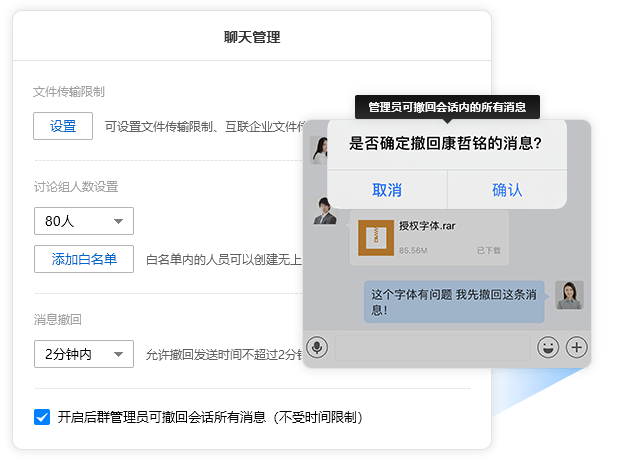 聊天管理
文件传输限制
设置
可设置文件传输限制、互联企业文件传
讨论组人数设置
80人
添加白名单
白名单内的人员可以创建无上
消息撤回
2分钟内
允许撤回发送时间不超过2分钟
开启后群管理员可撤回会话所有消息（不受时间限制）
管理员可撤回会话内的所有消息
是否确定撤回康哲铭的消息?
取消
确认
授权字体.rar
85.56M
已下载
这个字体有问题 我先撤回这条消
息!